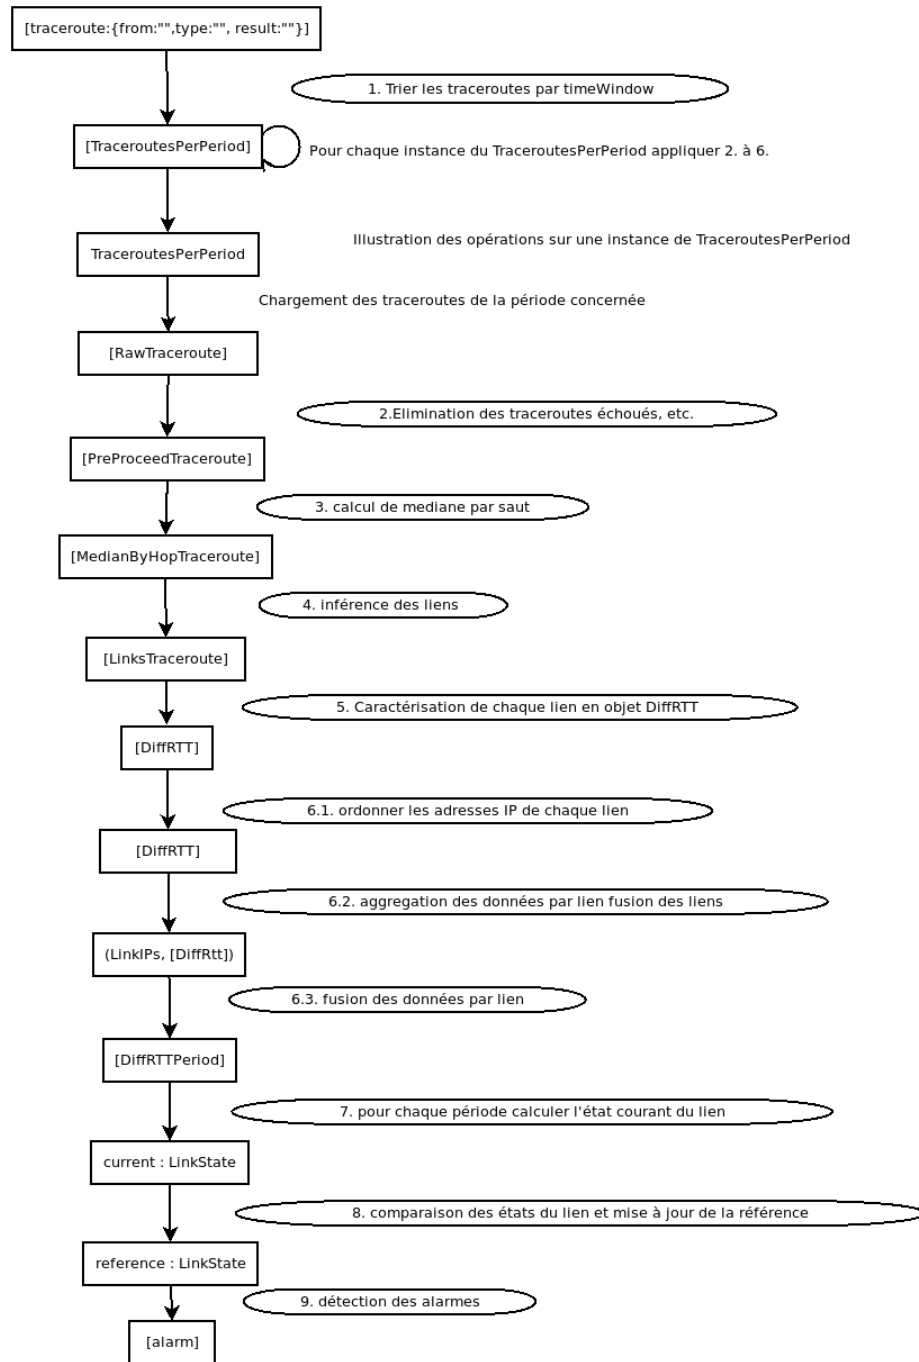 [traceroute:{from:"",type:"", result:""}]
1. Trier les traceroutes par timeWindow
[TraceroutesPerPeriod]
Pour chaque instance du TraceroutesPerPeriod appliquer 2. à 6.
Illustration des opérations sur une instance de TraceroutesPerPeriod
TraceroutesPerPeriod
Chargement des traceroutes de la période concernée
[RawTraceroute]
2.Elimination des traceroutes échoués, etc.
[PreProceedTraceroute]
3. calcul de mediane par saut
[MedianByHopTraceroute]
4. inférence des liens
[LinksTraceroute]
5. Caractérisation de chaque lien en objet DiffRTT
[DiffRTT]
6.1. ordonner les adresses IP de chaque lien
[DiffRTT]
6.2. aggregation des données par lien fusion des liens
(LinkIPs, [DiffRtt])
6.3. fusion des données par lien
[DiffRTTPeriod]
7. pour chaque période calculer l'état courant du lien
current : LinkState
8. comparaison des états du lien et mise à jour de la référence
reference : LinkState
9. détection des alarmes
[alarm]